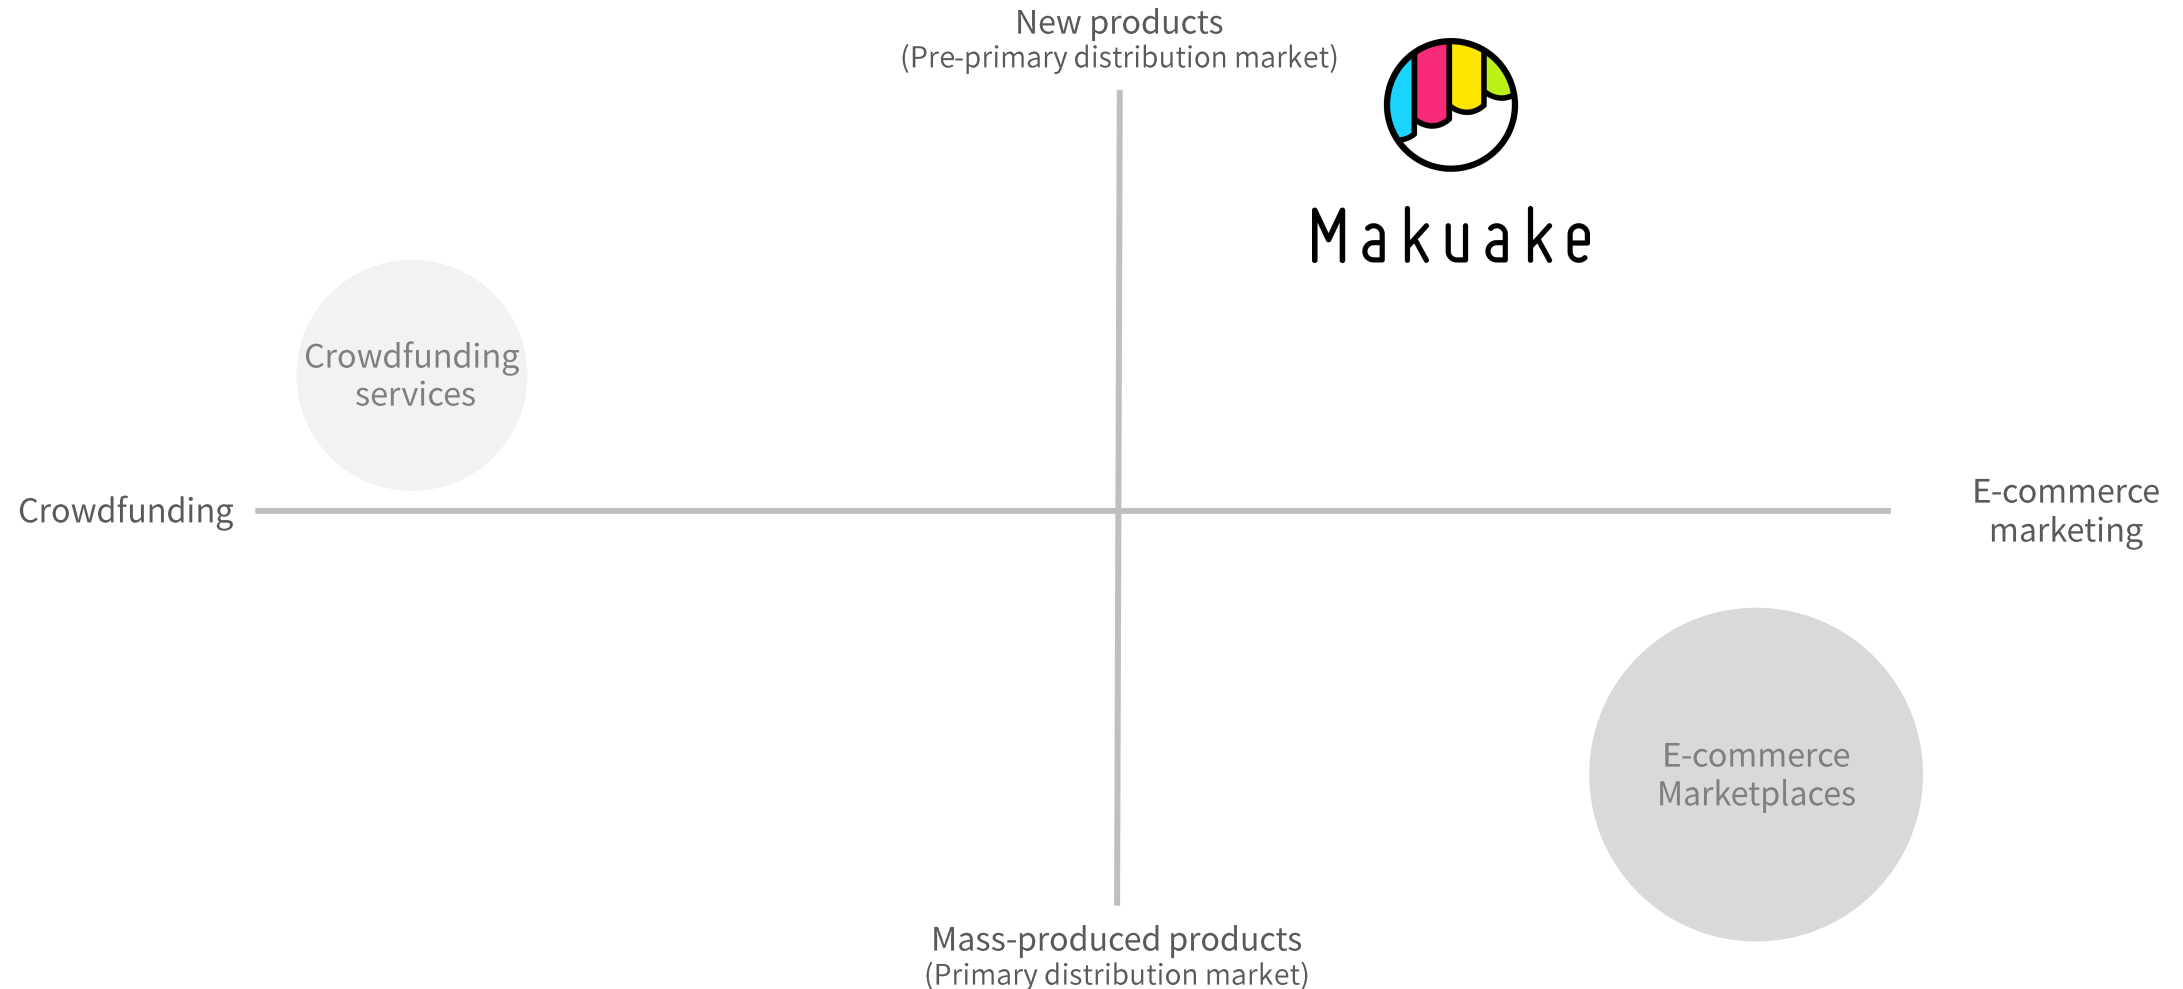 New products
(Pre-primary distribution market)
Makuake
Crowdfunding
services
Crowdfunding
E-commerce
marketing
E-commerce
Marketplaces
Mass-produced products
(Primary distribution market)